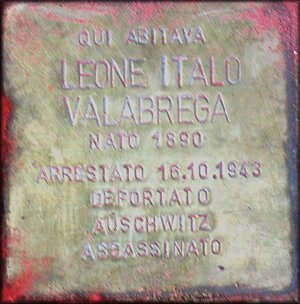 QUI ABITAVA
LEONE ITALO
VALABREGA
NATO 1890
ARRESTATO 16.10.1943
DEPORTATO
AUSCHWITZ
ASSASSINATO